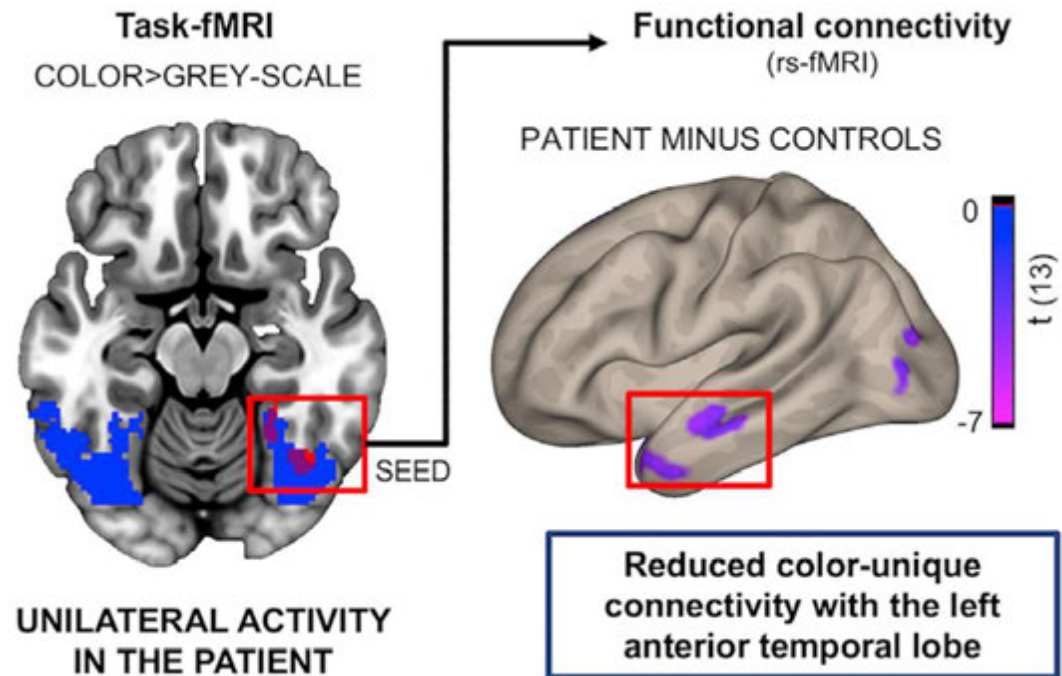 Task-fMRI
COLOR>GREY-SCALE
SEED
UNILATERAL ACTIVITY
IN THE PATIENT
Functional connectivity
(rs-fMRI)
PATIENT MINUS CONTROLS
0
-7
t (13)
Reduced color-unique
connectivity with the left
anterior temporal lobe